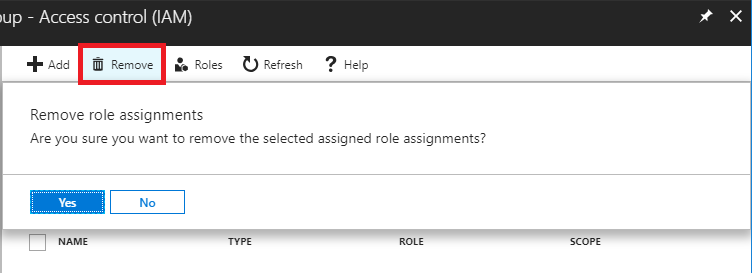 oup - Access control (IAM)
Add Remove Roles Refresh ? Help
Remove role assignments
Are you sure you want to remove the selected assigned role assignments?
Yes No
NAME TYPE ROLE SCOPE